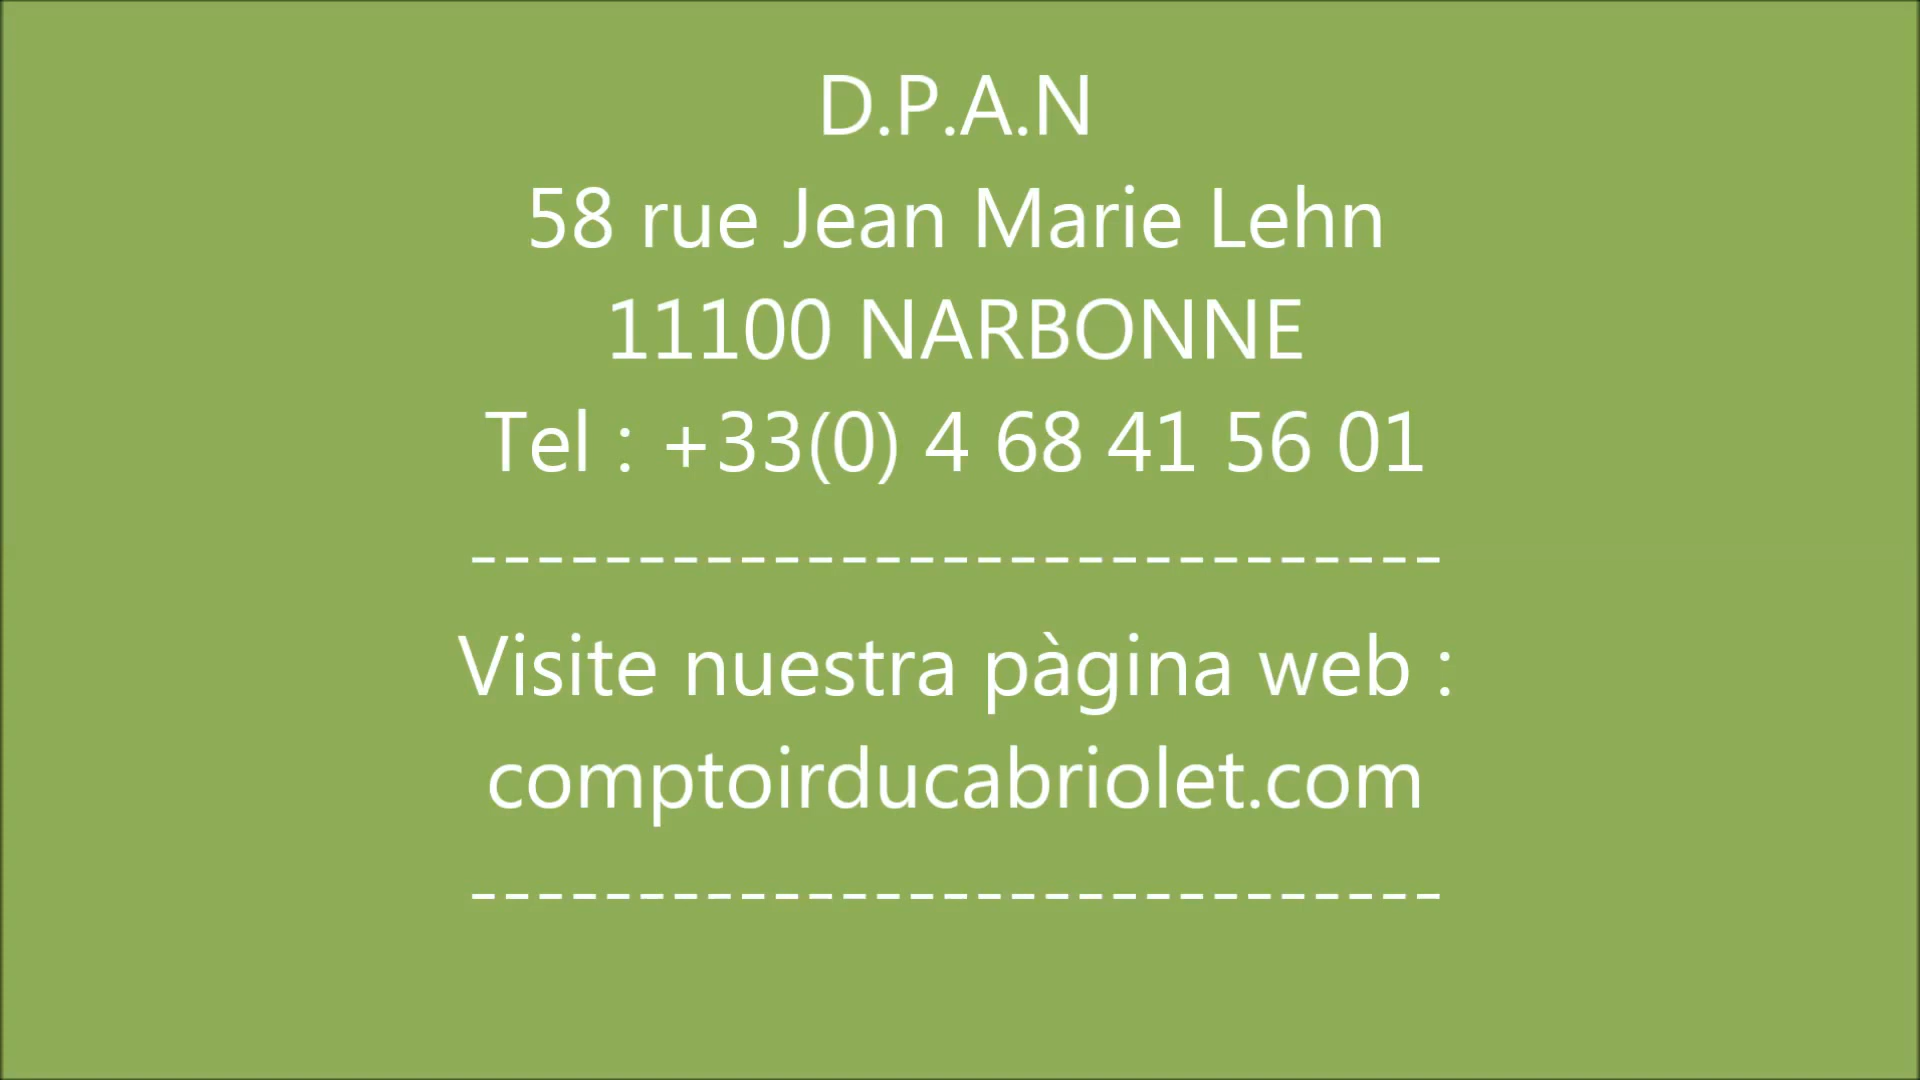 D.P.A.N
58 rue Jean Marie Lehn
11100 NARBONNE
Tel : +33(0) 4 68 41 56 01
------------------------------
Visite nuestra pàgina web :
comptoirducabriolet.com
------------------------------